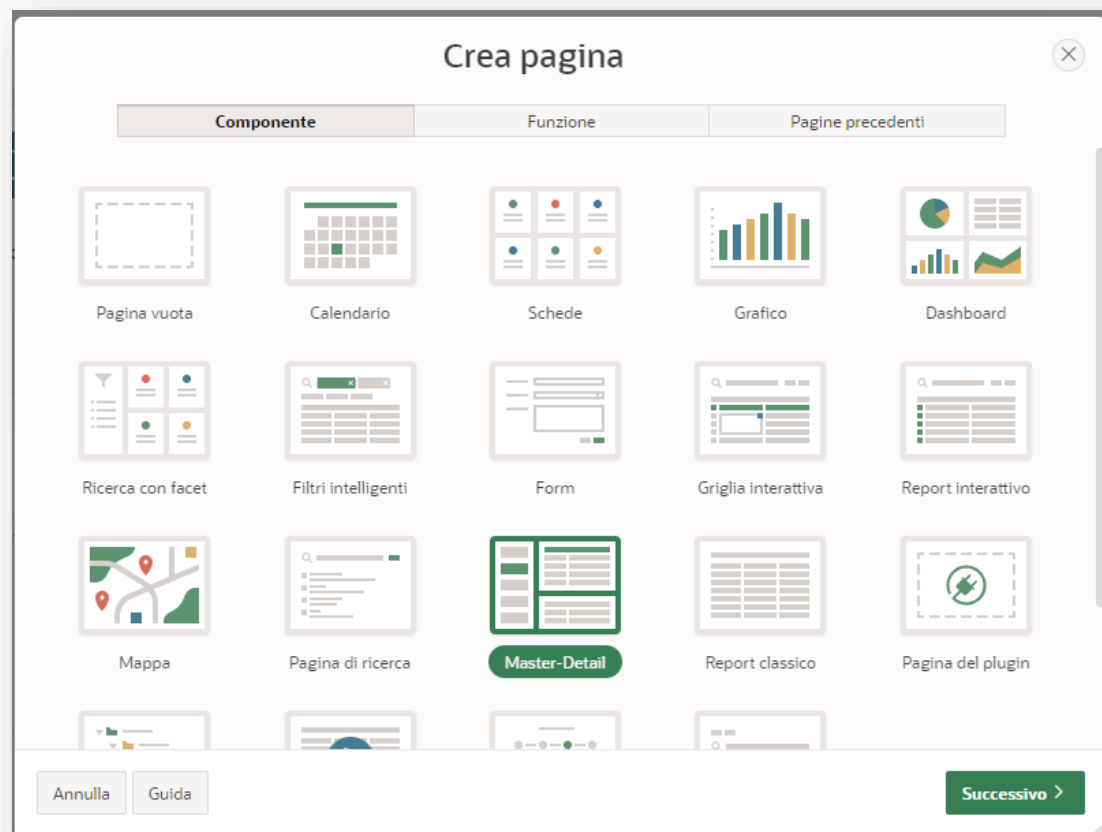 Crea pagina
Componente Funzione Pagine precedenti
Pagina vuota Calendario Schede Grafico Dashboard
Ricerca con facet Filtri intelligenti Form Griglia interattiva Report interattivo
Mappa Pagina di ricerca Master-Detail Report classico Pagina del plugin
Annulla Guida Successivo